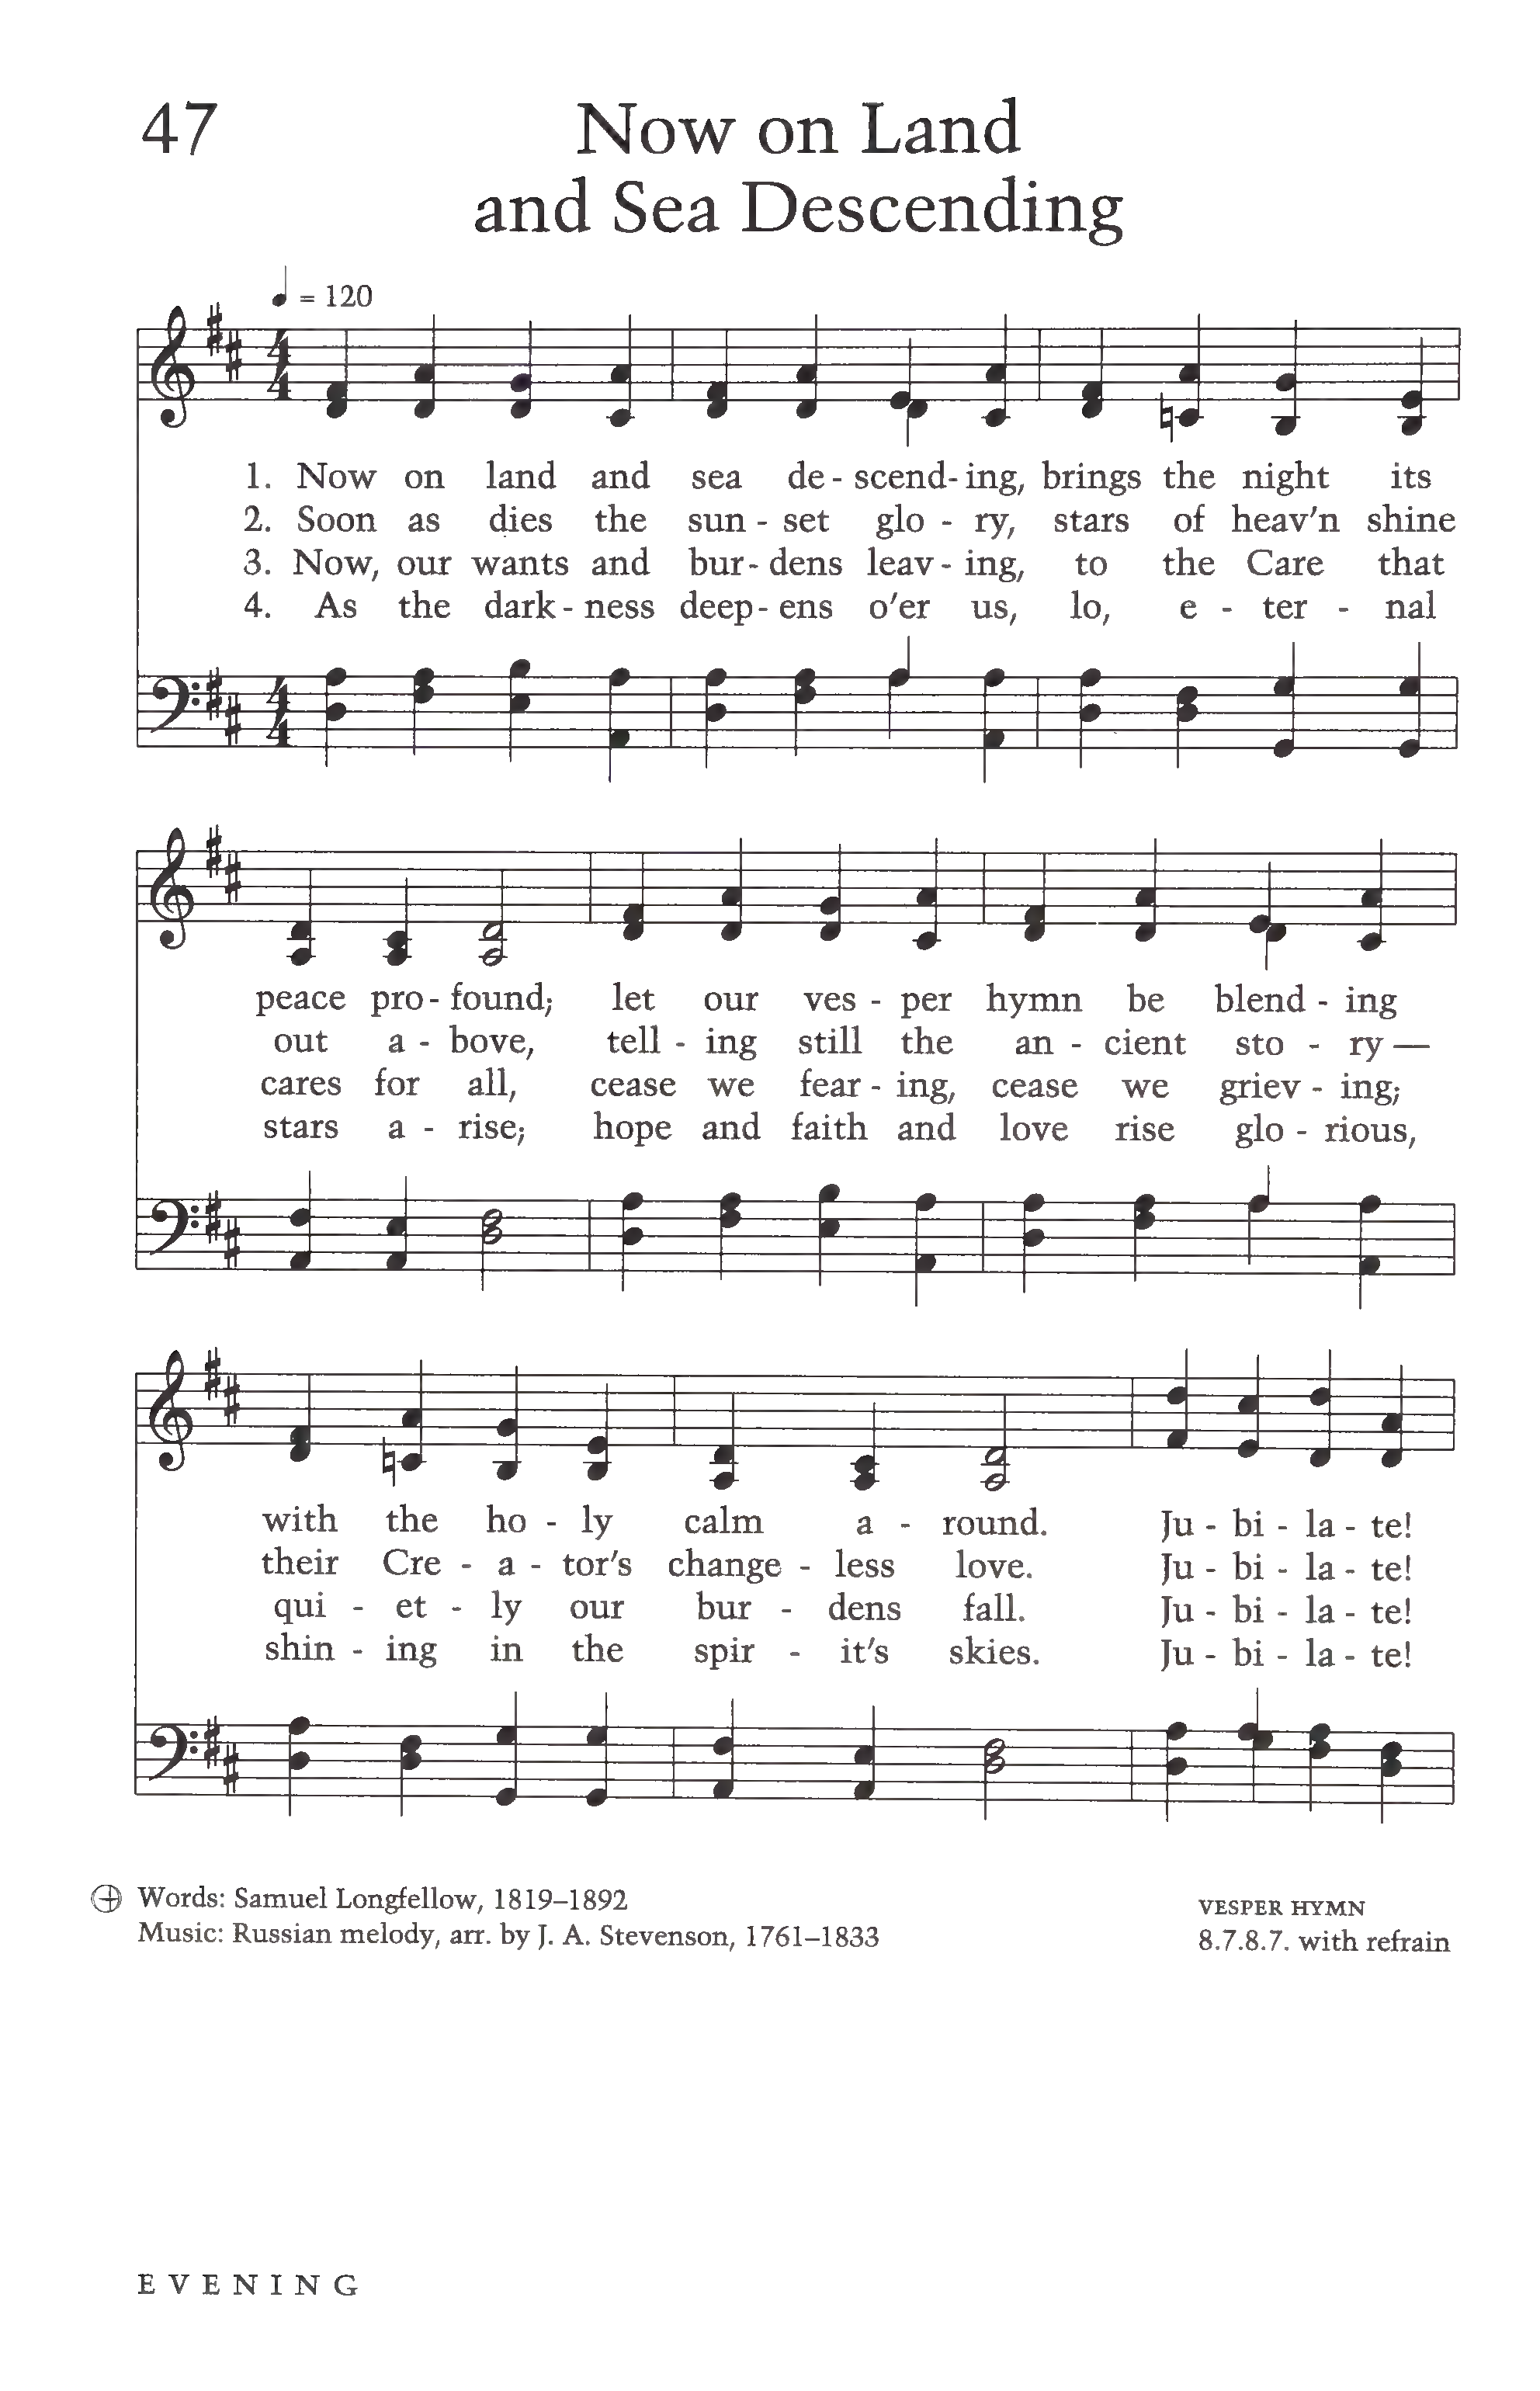 47
Now on Land
and Sea Descending
♩ = 120
1. Now on land and sea de - scend - ing, brings the night its
2. Soon as dies the sun - set glo - ry, stars of heav'n shine
3. Now, our wants and bur - dens leav - ing, to the Care that
4. As the dark - ness deep - ens o'er us, lo, e - ter - nal
peace pro - found; let our ves - per hymn be blend - ing
out a - bove, tell - ing still the an - cient sto - ry —
cares for all, cease we fear - ing, cease we griev - ing;
stars a - rise; hope and faith and love rise glo - rious,
with the ho - ly calm a - round. Ju - bi - la - te!
their Cre - a - tor's change - less love. Ju - bi - la - te!
qui - et - ly our bur - dens fall. Ju - bi - la - te!
shin - ing in the spir - it's skies. Ju - bi - la - te!
Words: Samuel Longfellow, 1819–1892
Music: Russian melody, arr. by J. A. Stevenson, 1761–1833
VESPER HYMN
8.7.8.7. with refrain
EVENING